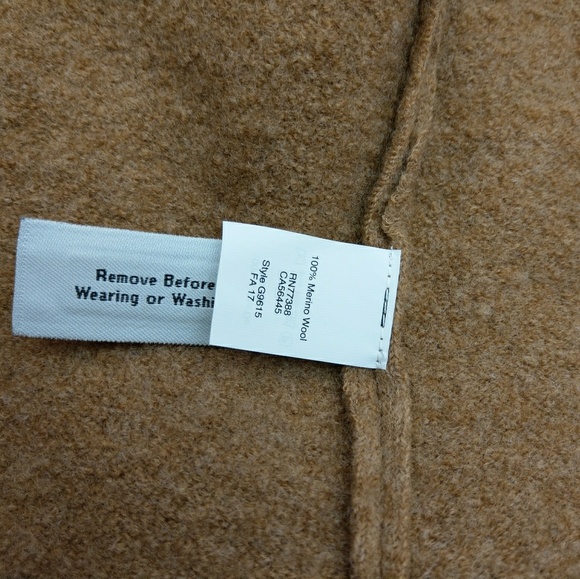 Remove Before
Wearing or Washi
100% Merino Wool
RN77388
CA56445
Style G9615
FA 17